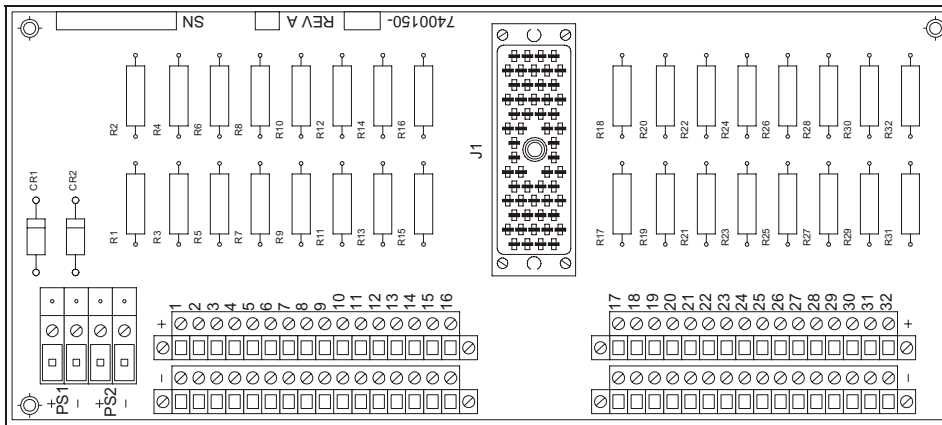 7400150-
REV A
SN
R2 R4 R6 R8 R10 R12 R14 R16
J1
R18 R20 R22 R24 R26 R28 R30 R32
CR1 CR2
R1 R3 R5 R7 R9 R11 R13 R15
R17 R19 R21 R23 R25 R27 R29 R31
1 2 3 4 5 6 7 8 9 10 11 12 13 14 15 16
17 18 19 20 21 22 23 24 25 26 27 28 29 30 31 32
+ +
- -
+ - + -
PS1 PS2